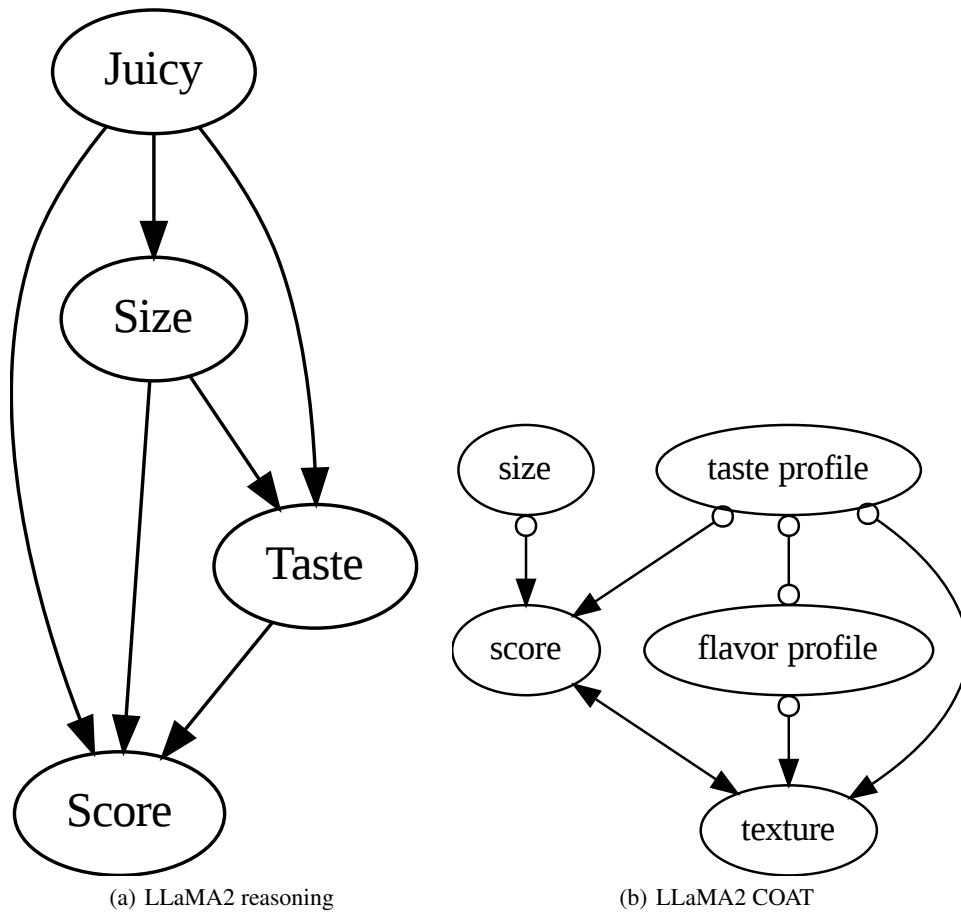 Juicy
Size
Taste
Score
size
taste profile
score
flavor profile
texture
(a) LLaMA2 reasoning
(b) LLaMA2 COAT